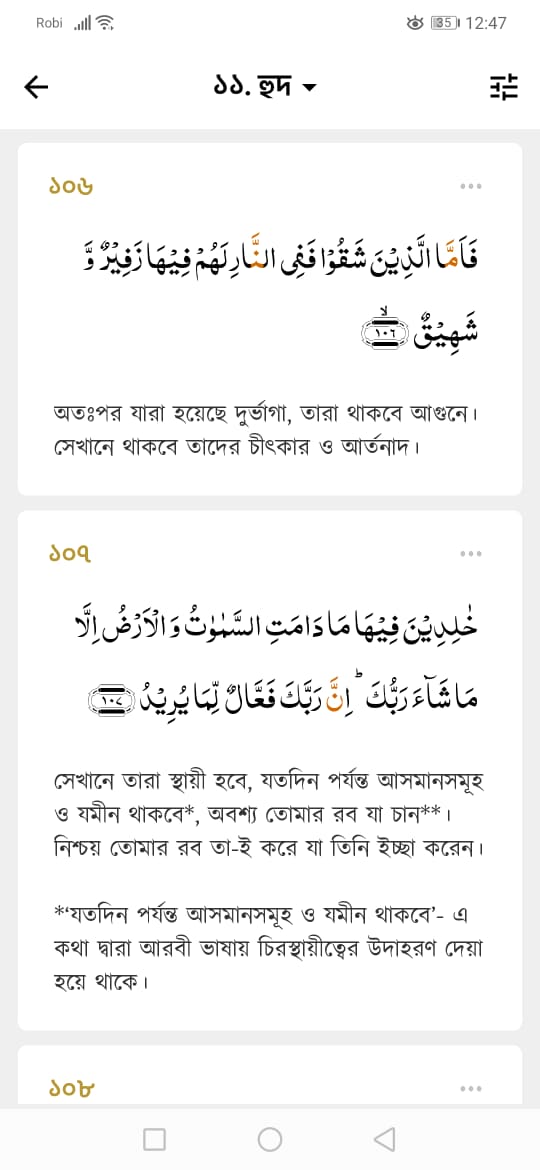 Robi 35 12:47
১১. হুদ
১০৬
فَاَمَّا الَّذِيْنَ شَقُوْا فَفِى النَّارِ لَهُمْ فِيْهَا زَفِيْرٌ وَّ
شَهِيْقٌ ۙ ١٠٦
অতঃপর যারা হয়েছে দুর্ভাগা, তারা থাকবে আগুনে।
সেখানে থাকবে তাদের চীৎকার ও আর্তনাদ।
১০৭
خٰلِدِيْنَ فِيْهَا مَا دَامَتِ السَّمٰوٰتُ وَالْاَرْضُ اِلَّا
مَا شَآءَ رَبُّكَ ؕ اِنَّ رَبَّكَ فَعَّالٌ لِّمَا يُرِيْدُ ١٠٧
সেখানে তারা স্থায়ী হবে, যতদিন পর্যন্ত আসমানসমূহ
ও যমীন থাকবে*, অবশ্য তোমার রব যা চান**।
নিশ্চয় তোমার রব তা-ই করে যা তিনি ইচ্ছা করেন।
*‘যতদিন পর্যন্ত আসমানসমূহ ও যমীন থাকবে’- এ
কথা দ্বারা আরবী ভাষায় চিরস্থায়ীত্বের উদাহরণ দেয়া
হয়ে থাকে।
১০৮